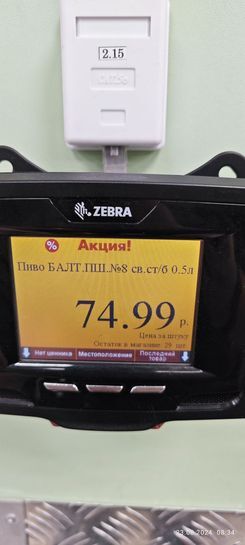 2.15
ZEBRA
% Акция!
Пиво БАЛТ.ПШ.№8 св.ст/б 0.5л
74.99 р.
Цена за штуку
Остаток в магазине: 29 шт.
Нет ценника Местоположение Последний товар
23.06.2024 08:34